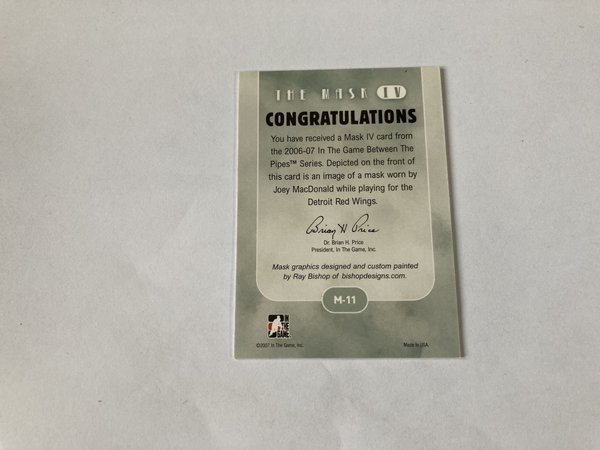 THE MASK IV
CONGRATULATIONS
You have received a Mask IV card from
the 2006-07 In The Game Between The
Pipes™ Series. Depicted on the front of
this card is an image of a mask worn by
Joey MacDonald while playing for the
Detroit Red Wings.
Brian H Price
Dr. Brian H. Price
President, In The Game, Inc.
Mask graphics designed and custom painted
by Ray Bishop of bishopdesigns.com.
M-11
IN
THE
GAME
©2007 In The Game, Inc.
Made In USA.